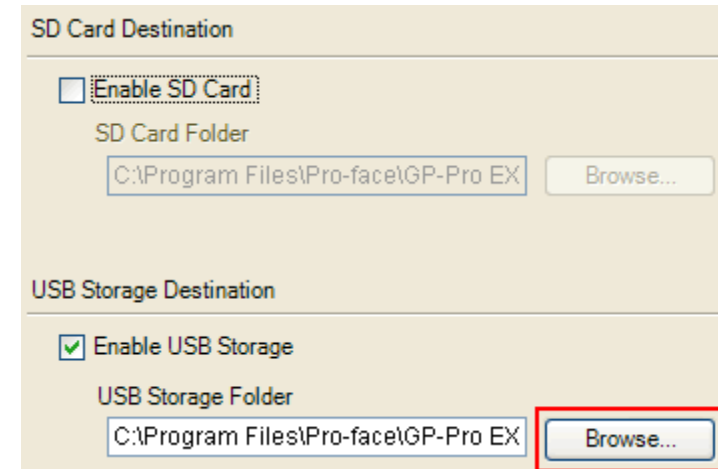 SD Card Destination
Enable SD Card
SD Card Folder
C:\Program Files\Pro-face\GP-Pro EX Browse...
USB Storage Destination
Enable USB Storage
USB Storage Folder
C:\Program Files\Pro-face\GP-Pro EX Browse...